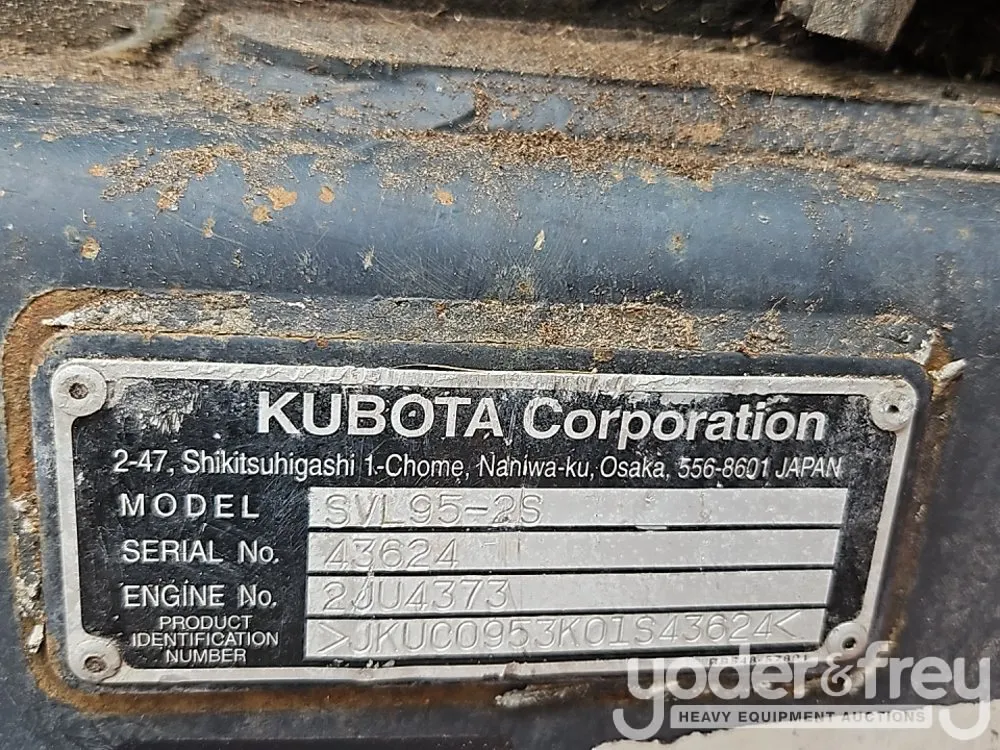 KUBOTA Corporation
2-47, Shikitsuhigashi 1-Chome, Naniwa-ku, Osaka, 556-8601 JAPAN
MODEL SVL95-2S
SERIAL No. 43624
ENGINE No. 2JU4373
PRODUCT IDENTIFICATION NUMBER >JKUC0953K01S43624<
yoder&frey
HEAVY EQUIPMENT AUCTIONS